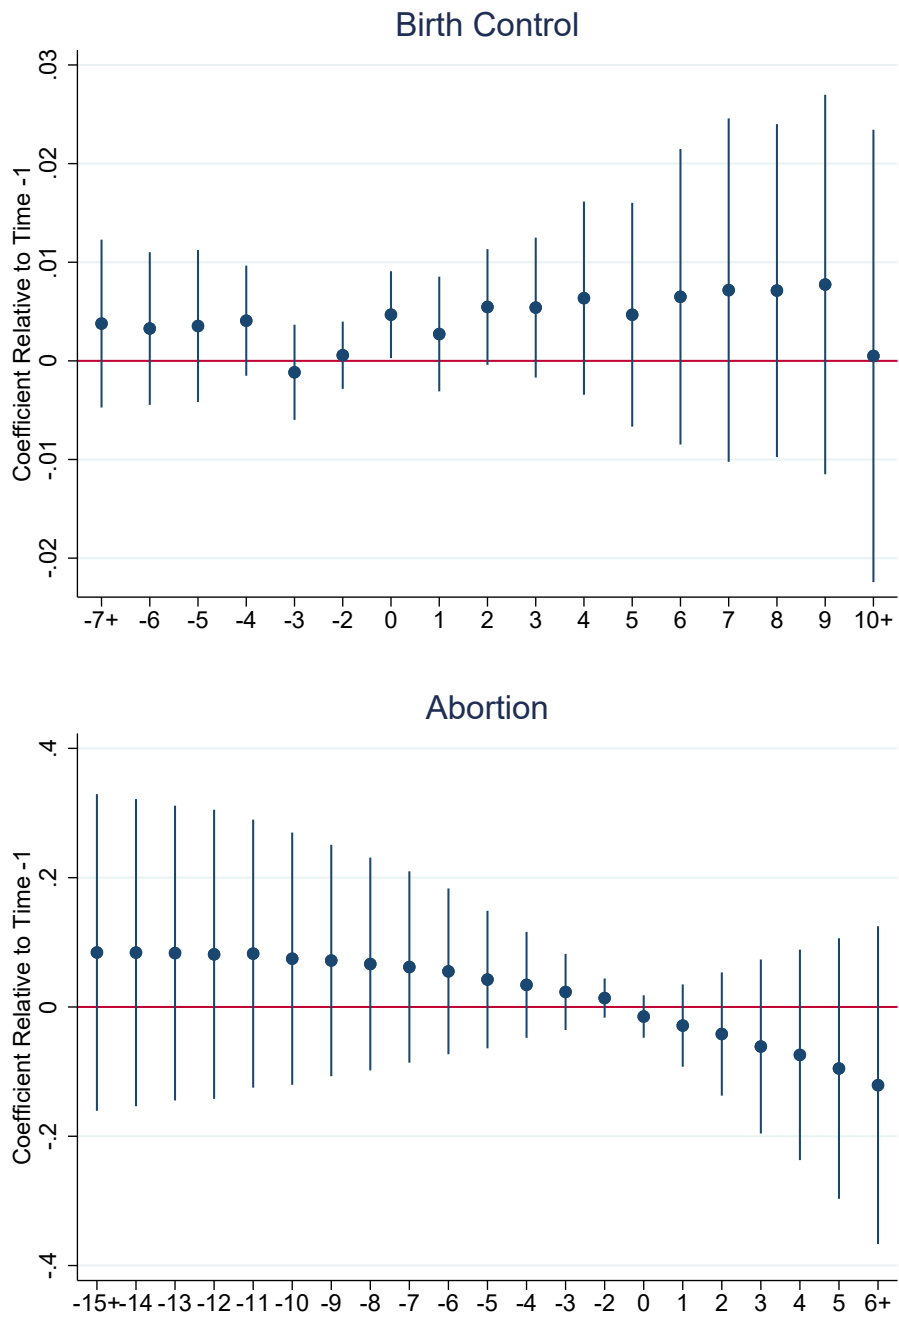 Birth Control
Coefficient Relative to Time -1
.03
.02
.01
0
-.01
-.02
-7+ -6 -5 -4 -3 -2 0 1 2 3 4 5 6 7 8 9 10+
Abortion
Coefficient Relative to Time -1
.4
.2
0
-.2
-.4
-15+ -14 -13 -12 -11 -10 -9 -8 -7 -6 -5 -4 -3 -2 0 1 2 3 4 5 6+